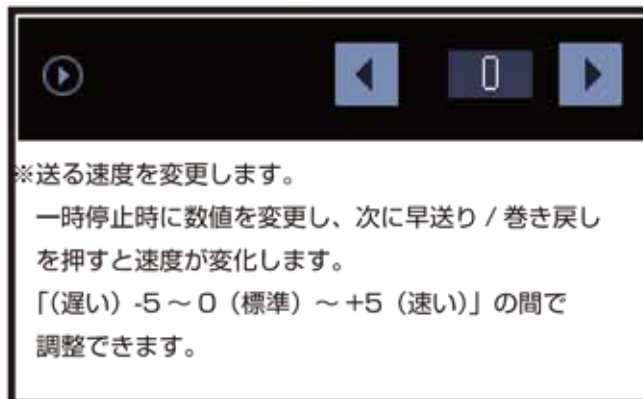 0
※送る速度を変更します。
一時停止時に数値を変更し、次に早送り / 巻き戻し
を押すと速度が変化します。
「(遅い) -5 ～ 0（標準）～ +5（速い)」の間で
調整できます。